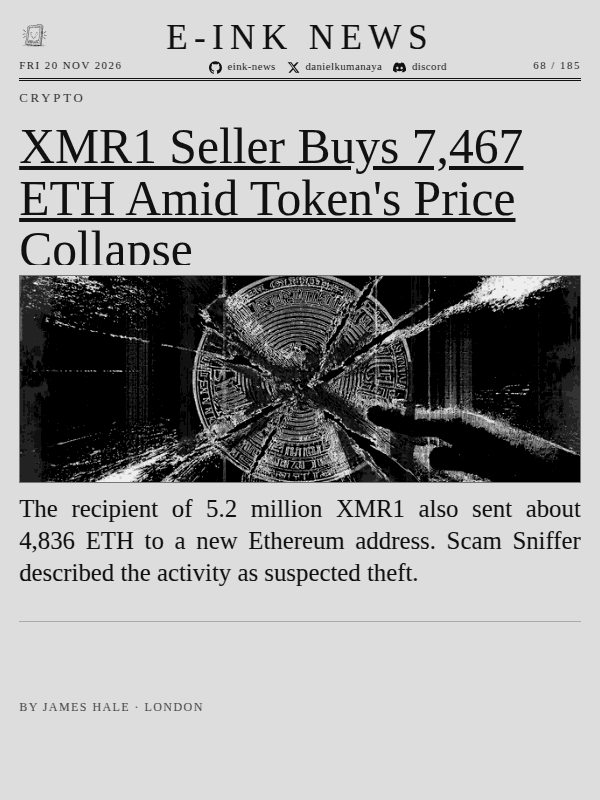 E-INK NEWS
FRI 20 NOV 2026
eink-news danielkumanaya discord
68 / 185
CRYPTO
XMR1 Seller Buys 7,467
ETH Amid Token's Price
Collapse
The recipient of 5.2 million XMR1 also sent about
4,836 ETH to a new Ethereum address. Scam Sniffer
described the activity as suspected theft.
BY JAMES HALE · LONDON